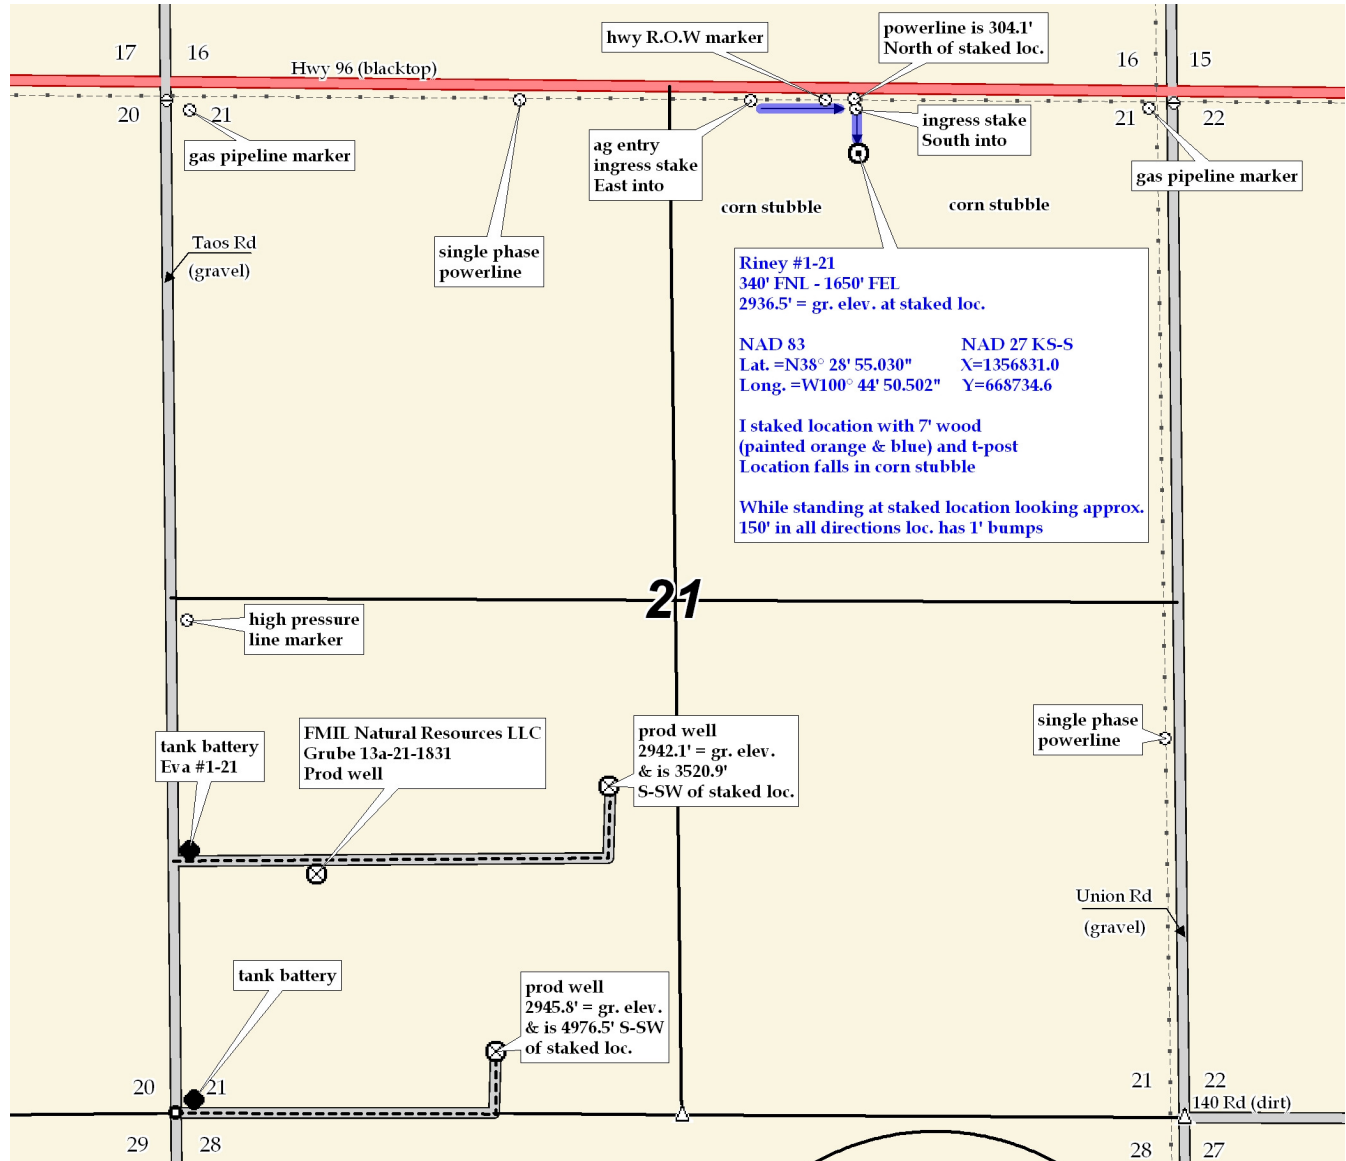 17
16
Hwy 96 (blacktop)
hwy R.O.W marker
powerline is 304.1'
North of staked loc.
16
15
20
21
gas pipeline marker
ag entry
ingress stake
East into
ingress stake
South into
21
22
gas pipeline marker
corn stubble
corn stubble
Taos Rd
(gravel)
single phase
powerline
Riney #1-21
340' FNL - 1650' FEL
2936.5' = gr. elev. at staked loc.
NAD 83 NAD 27 KS-S
Lat. =N38° 28' 55.030" X=1356831.0
Long. =W100° 44' 50.502" Y=668734.6
I staked location with 7' wood
(painted orange & blue) and t-post
Location falls in corn stubble
While standing at staked location looking approx.
150' in all directions loc. has 1' bumps
21
high pressure
line marker
tank battery
Eva #1-21
FMIL Natural Resources LLC
Grube 13a-21-1831
Prod well
prod well
2942.1' = gr. elev.
& is 3520.9'
S-SW of staked loc.
single phase
powerline
Union Rd
(gravel)
tank battery
prod well
2945.8' = gr. elev.
& is 4976.5' S-SW
of staked loc.
20
21
21
22
140 Rd (dirt)
29
28
28
27